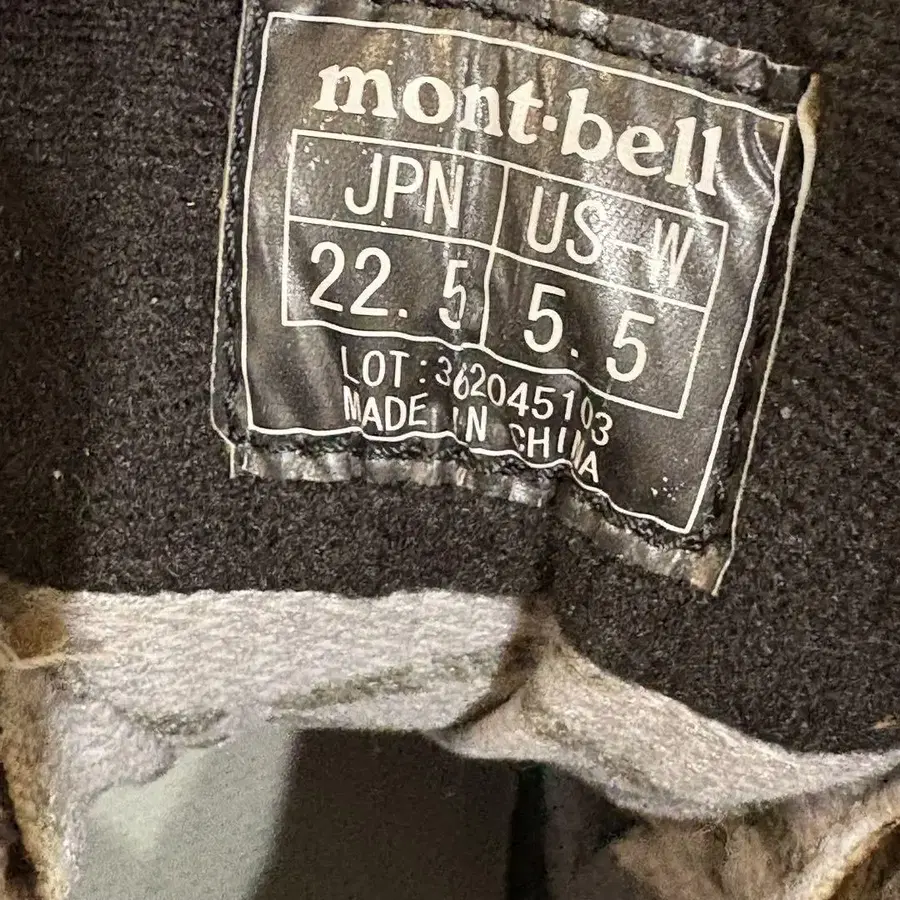 mont·bell
JPN US-W
22.5 5.5
LOT:362045103
MADE IN CHINA